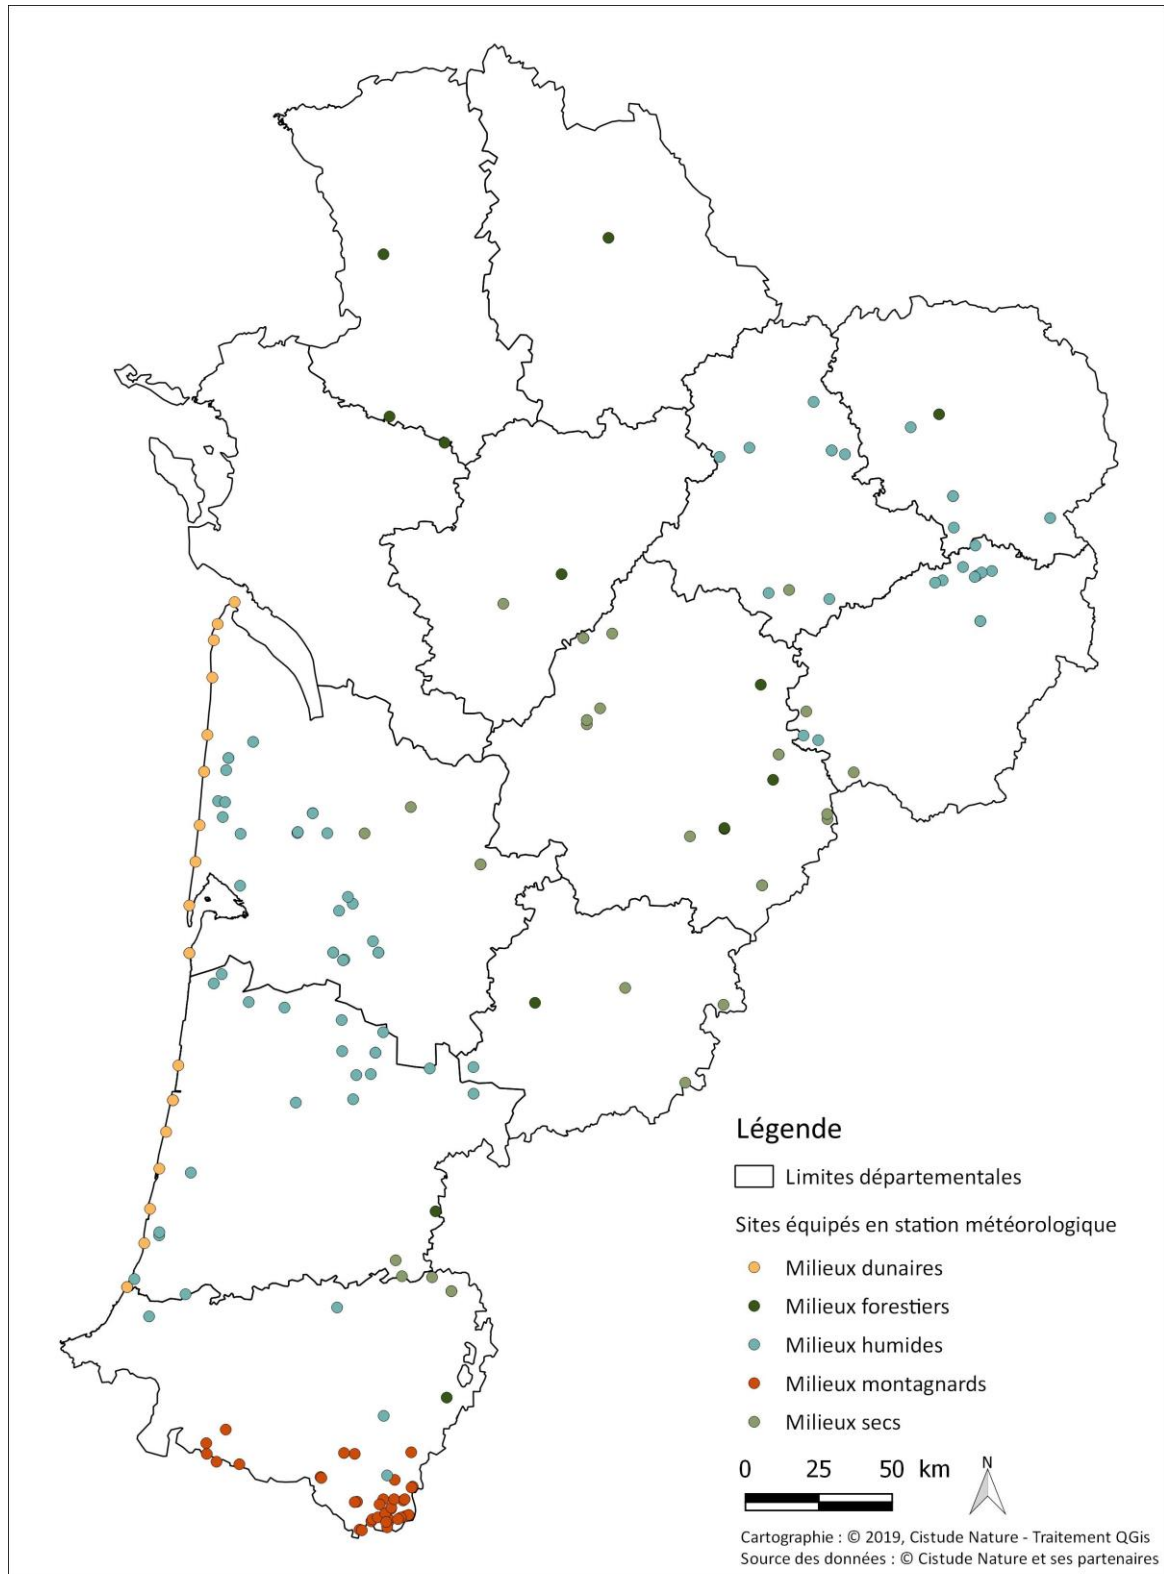 Légende
Limites départementales
Sites équipés en station météorologique
Milieux dunaires
Milieux forestiers
Milieux humides
Milieux montagnards
Milieux secs
0 25 50 km
N
Cartographie : © 2019, Cistude Nature - Traitement QGis
Source des données : © Cistude Nature et ses partenaires